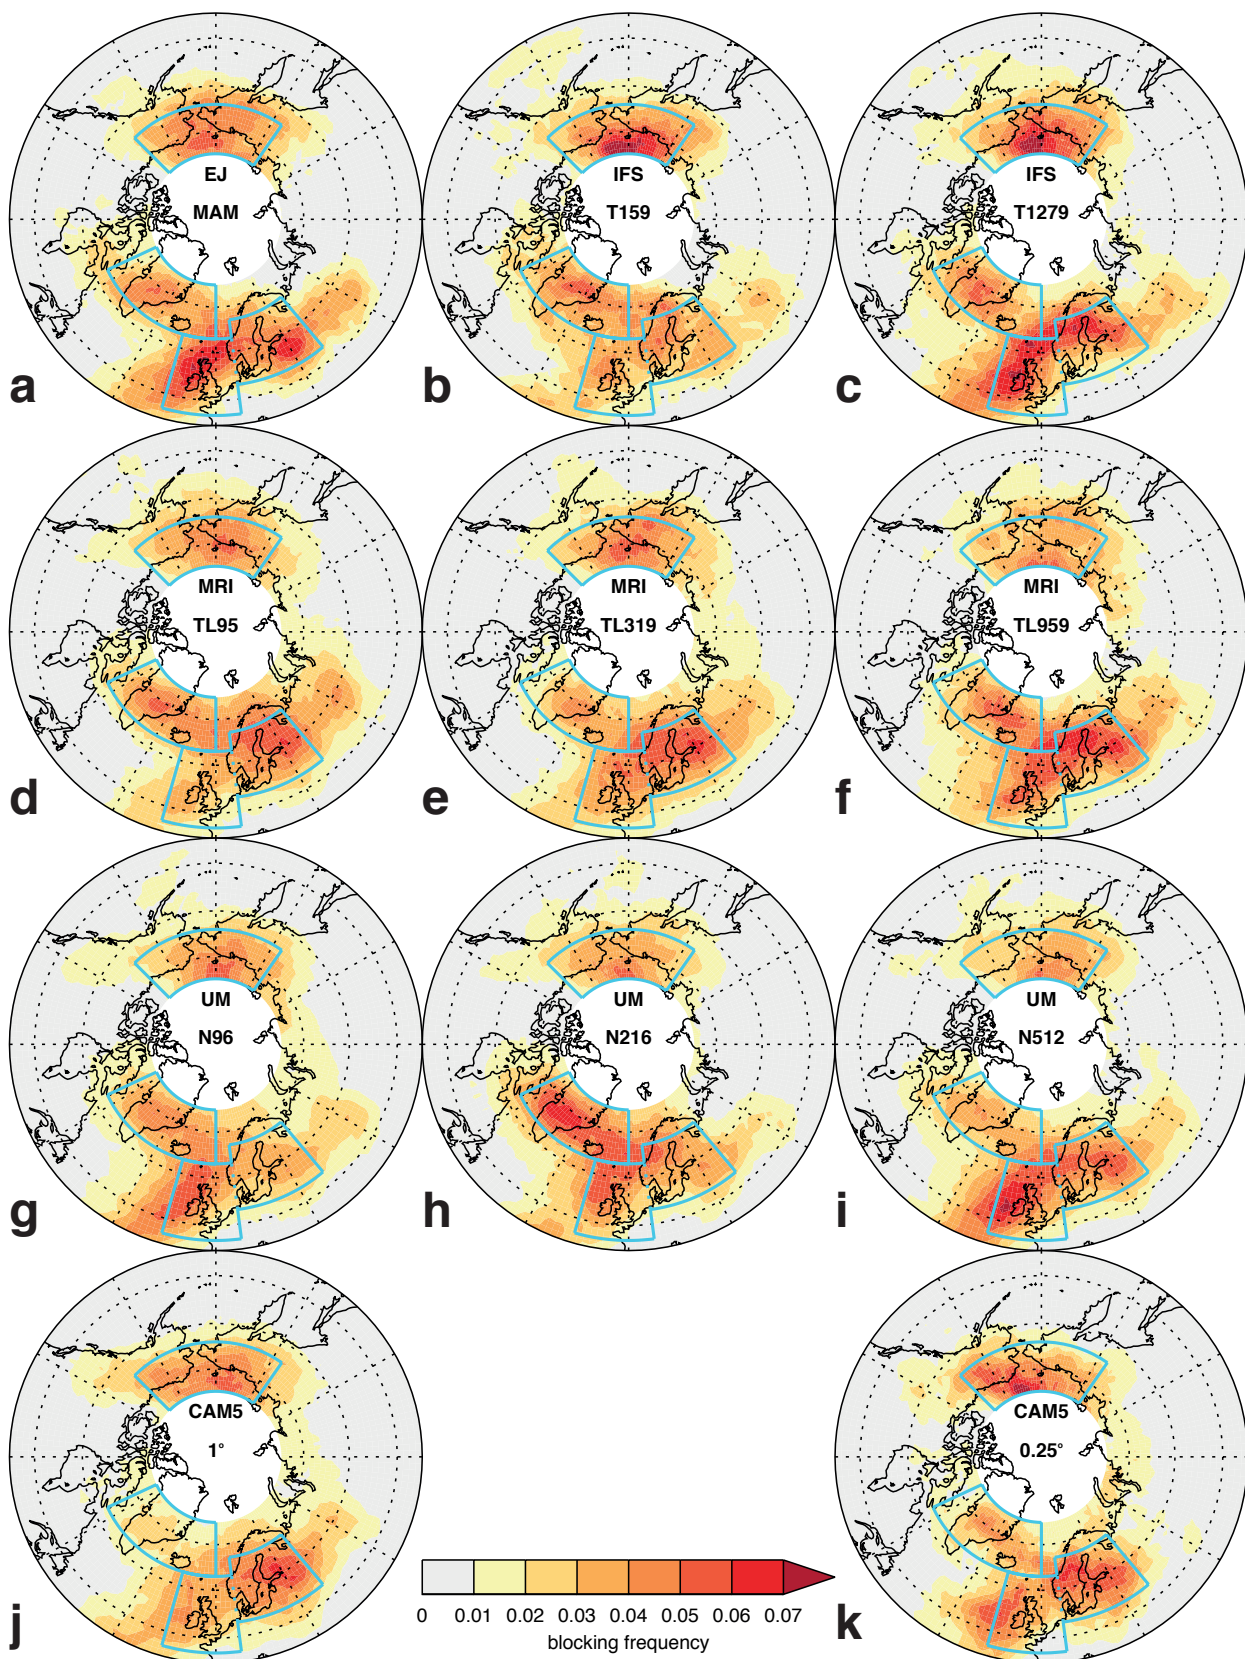 EJ
MAM
a
IFS
T159
b
IFS
T1279
c
MRI
TL95
d
MRI
TL319
e
MRI
TL959
f
UM
N96
g
UM
N216
h
UM
N512
i
CAM5
1°
j
CAM5
0.25°
k
0 0.01 0.02 0.03 0.04 0.05 0.06 0.07
blocking frequency